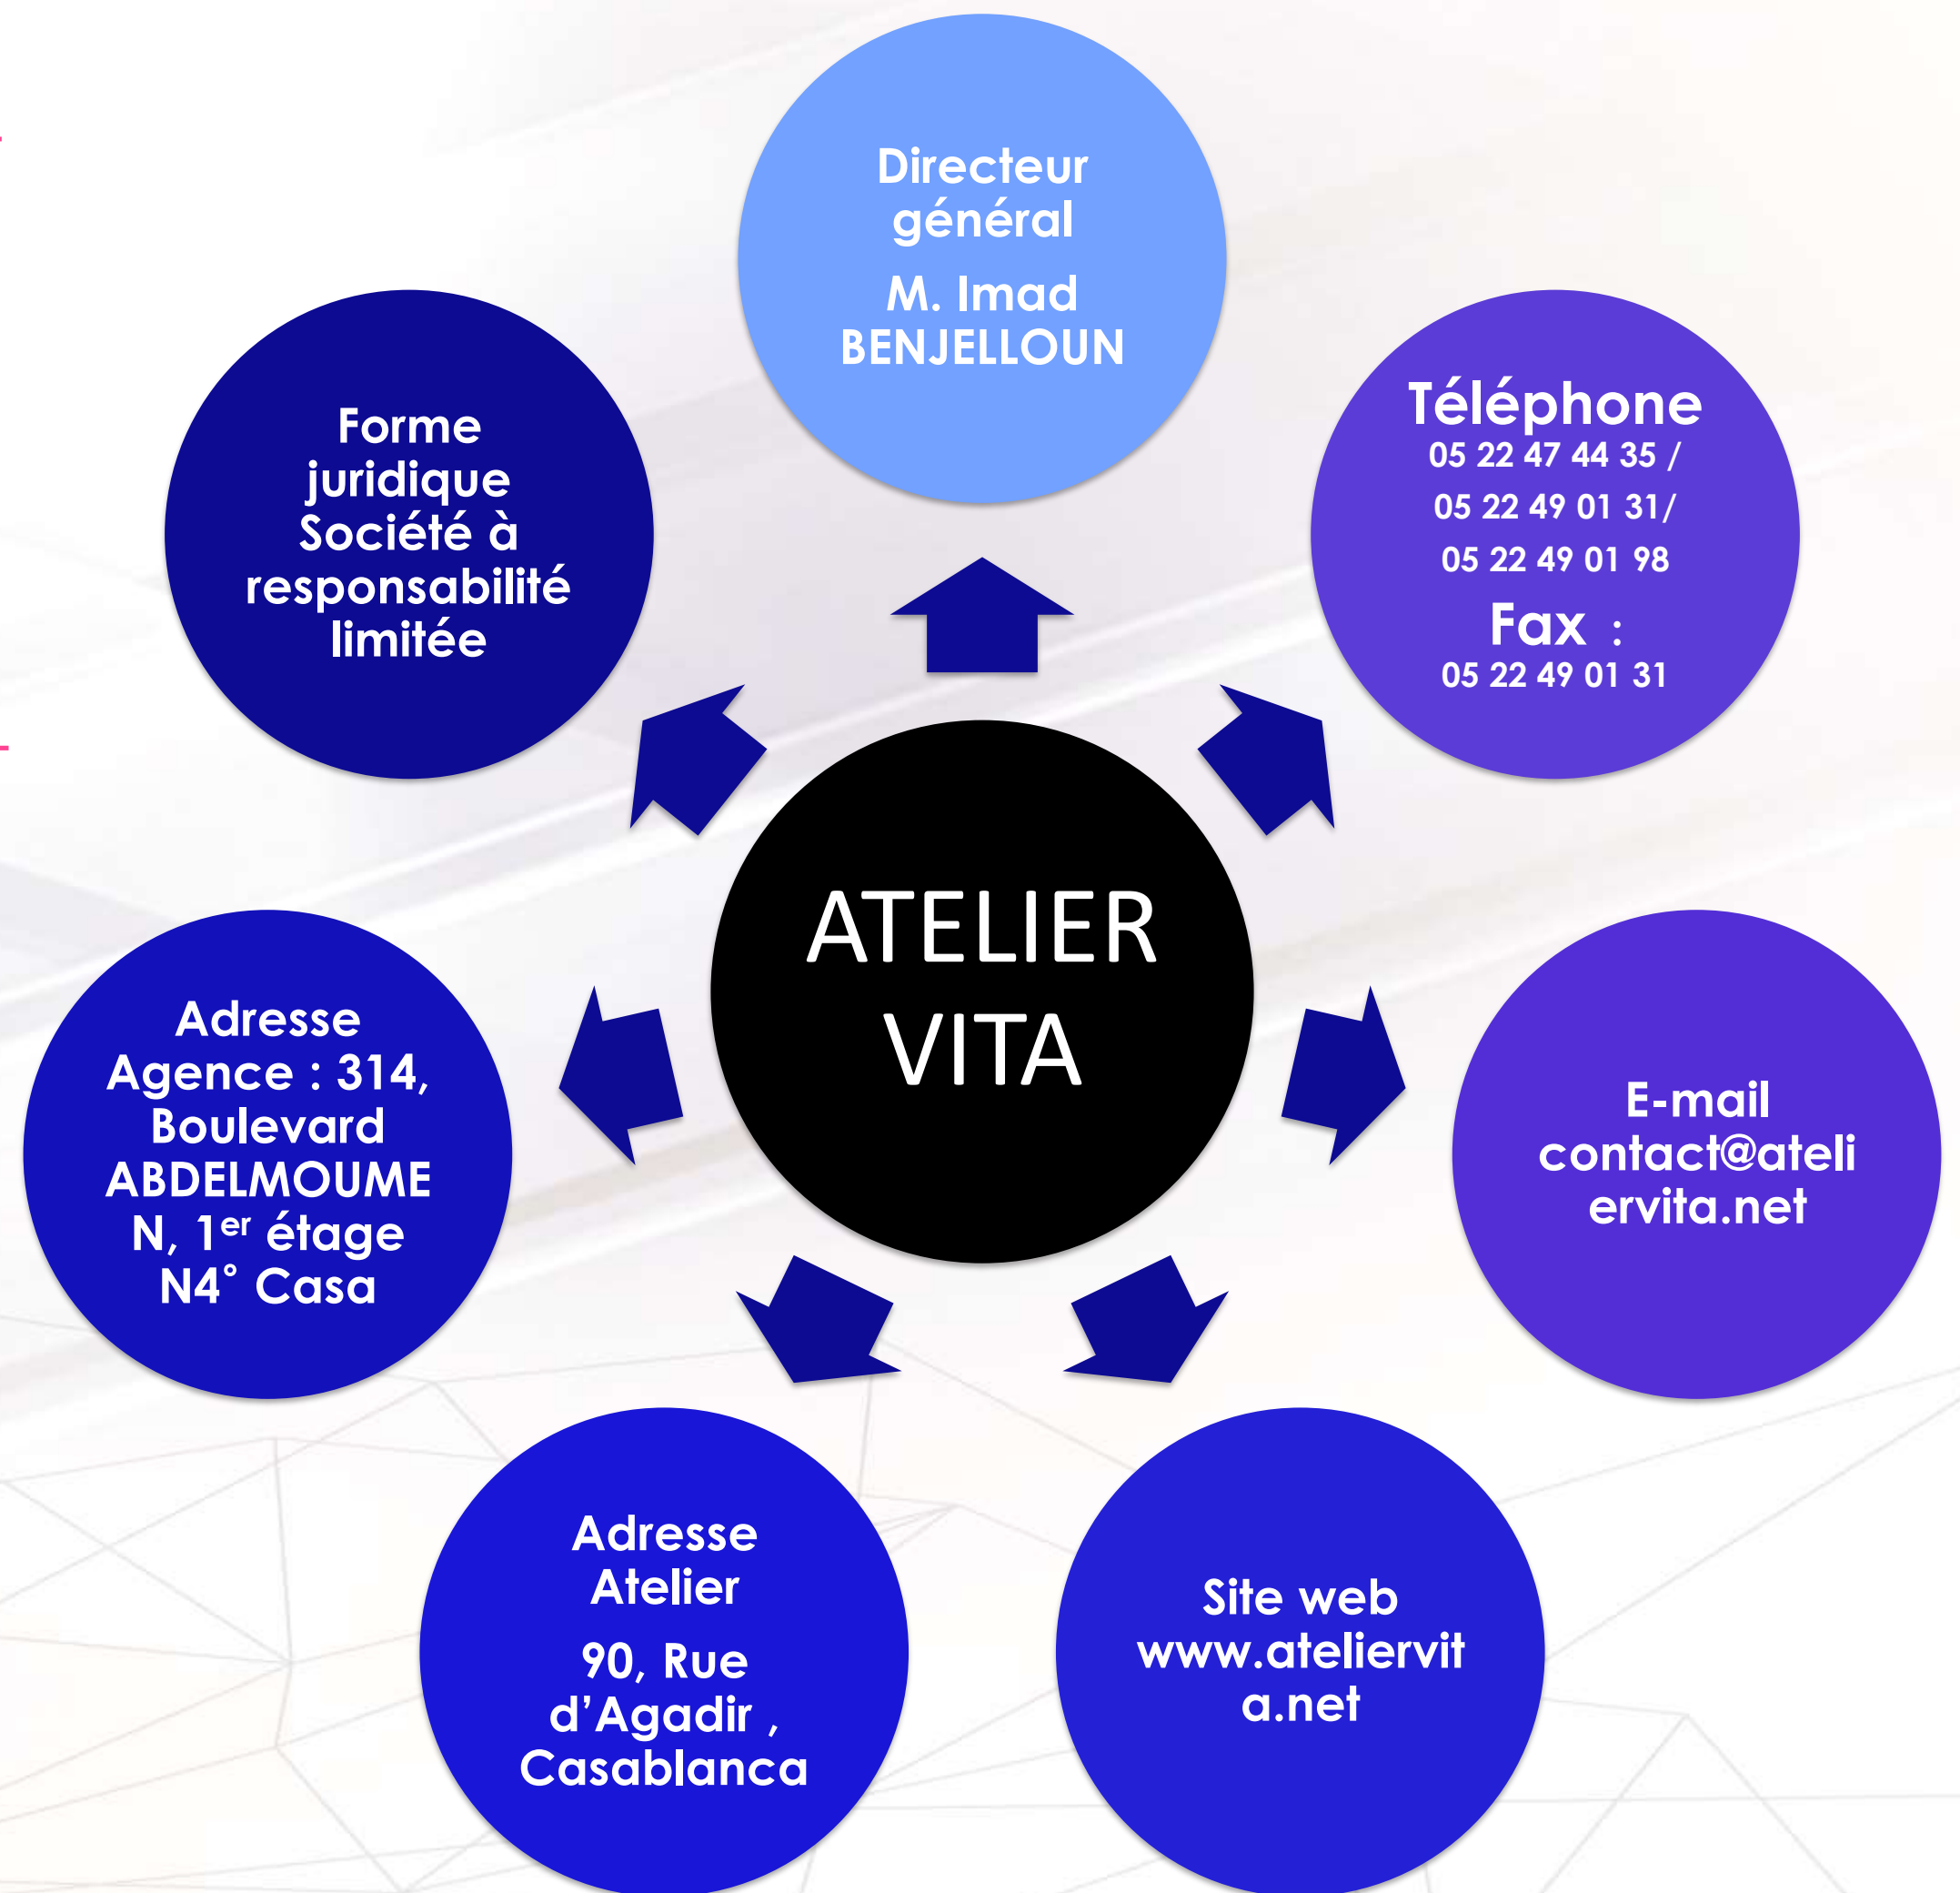 Directeur
général
M. Imad
BENJELLOUN
Téléphone
05 22 47 44 35 /
05 22 49 01 31/
05 22 49 01 98
Fax :
05 22 49 01 31
E-mail
contact@ateli
ervita.net
Site web
www.ateliervit
a.net
Adresse
Atelier
90, Rue
d’Agadir ,
Casablanca
Adresse
Agence : 314,
Boulevard
ABDELMOUME
N, 1er étage
N4° Casa
Forme
juridique
Société à
responsabilité
limitée
ATELIER
VITA